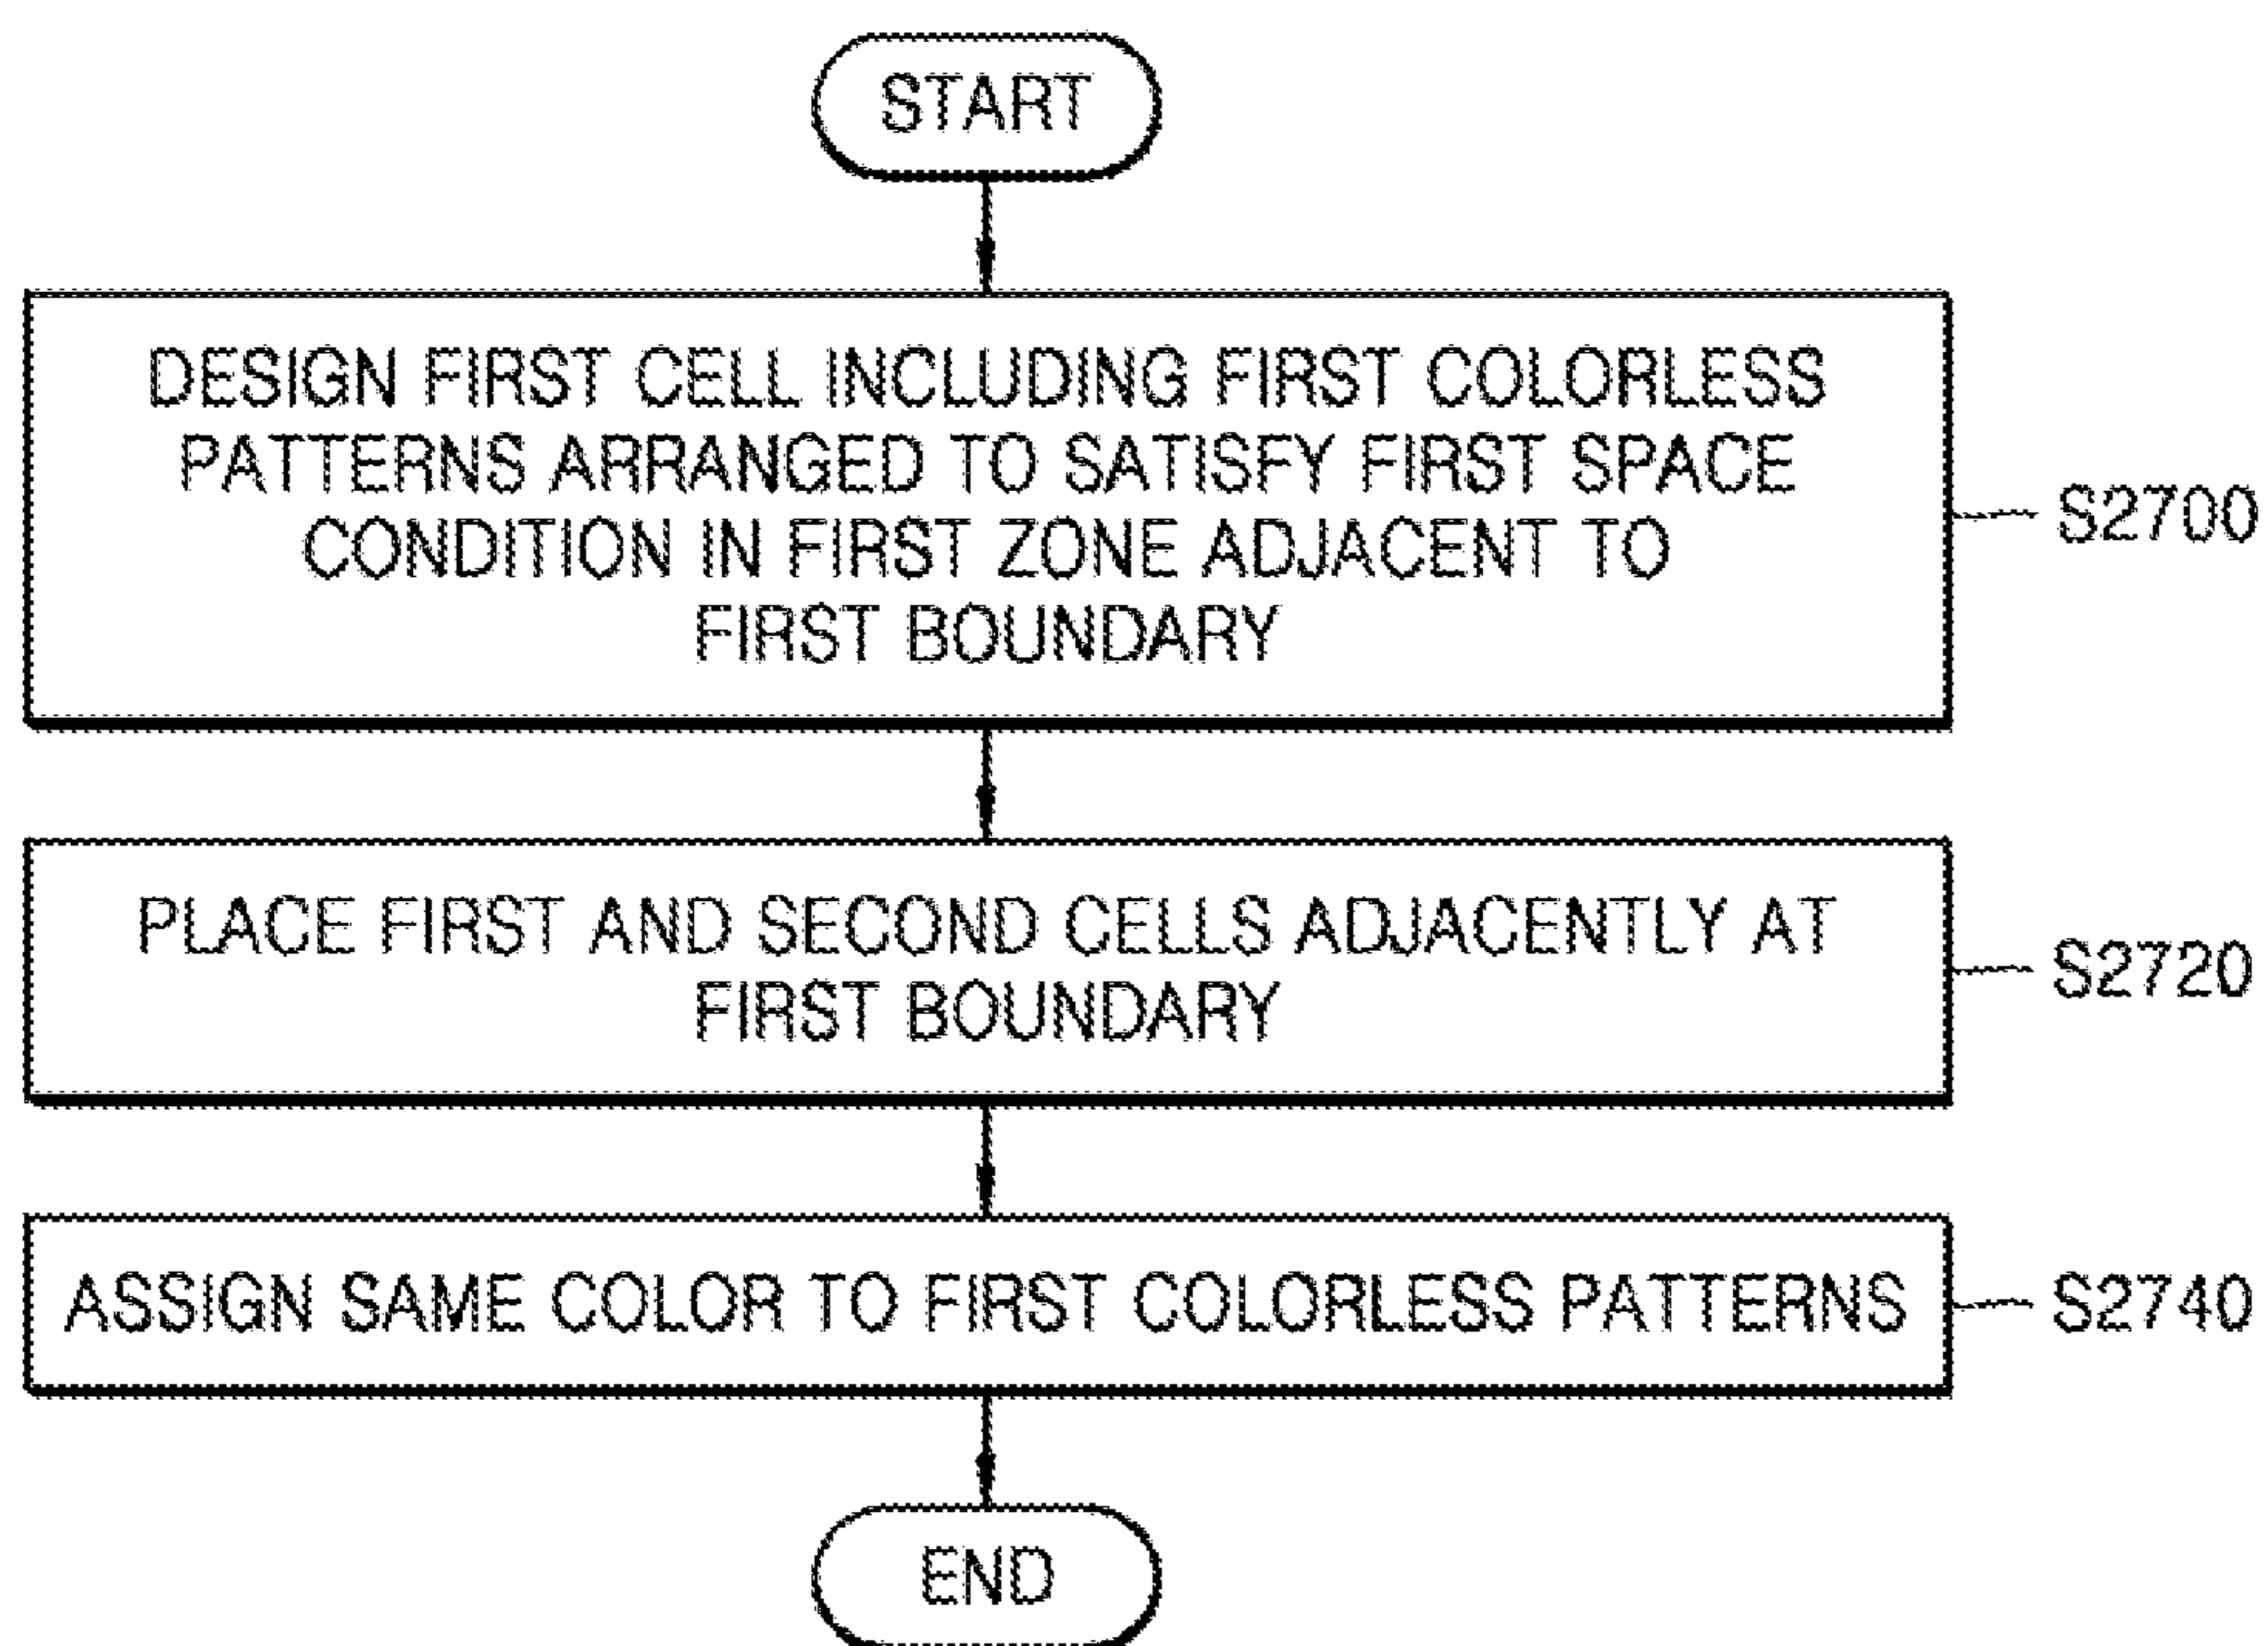 START
DESIGN FIRST CELL INCLUDING FIRST COLORLESS
PATTERNS ARRANGED TO SATISFY FIRST SPACE
CONDITION IN FIRST ZONE ADJACENT TO
FIRST BOUNDARY
S2700
PLACE FIRST AND SECOND CELLS ADJACENTLY AT
FIRST BOUNDARY
S2720
ASSIGN SAME COLOR TO FIRST COLORLESS PATTERNS
S2740
END